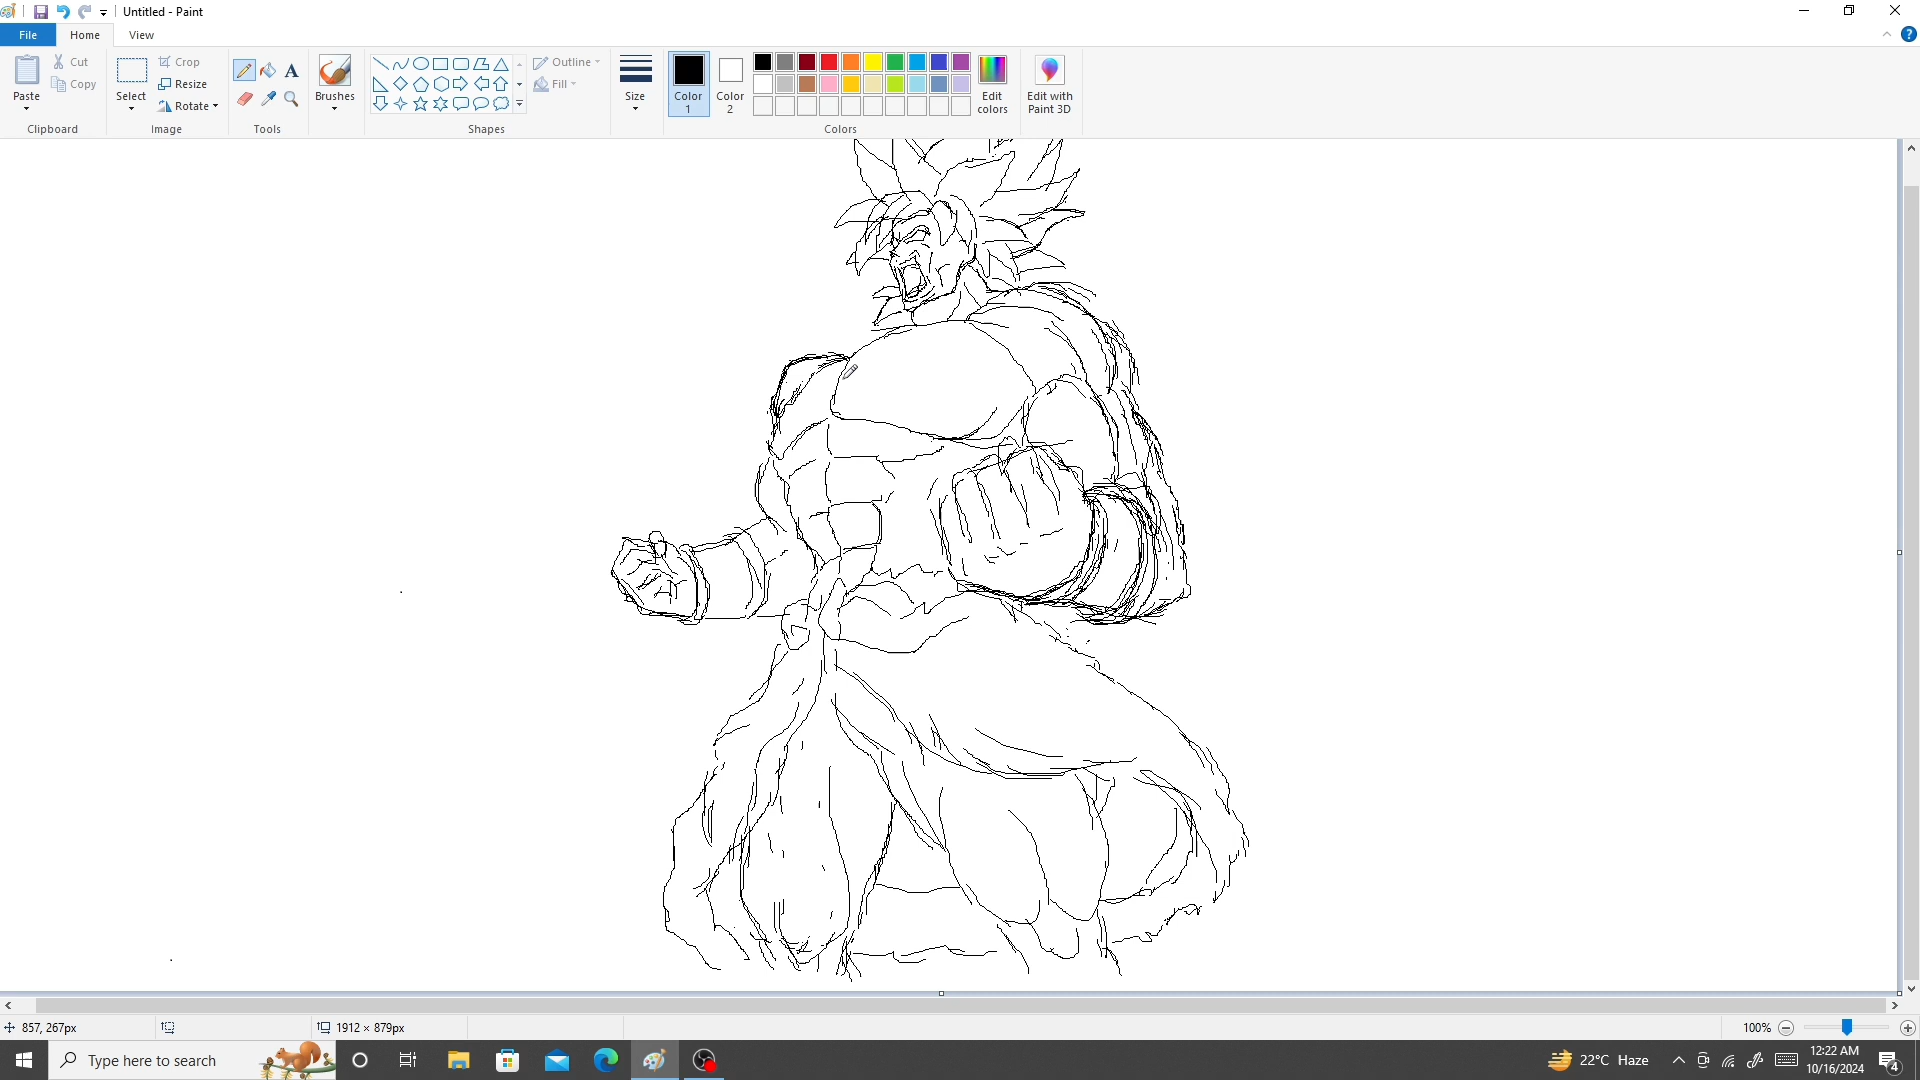 Untitled - Paint
File
Home
View
Paste
Cut
Copy
Clipboard
Select
Crop
Resize
Rotate
Image
A
Tools
Brushes
Outline
Fill
Shapes
Size
Color 1
Color 2
Edit colors
Colors
Edit with Paint 3D
?
857, 267px
1912 × 879px
100%
Type here to search
22°C Haze
12:22 AM
10/16/2024
4